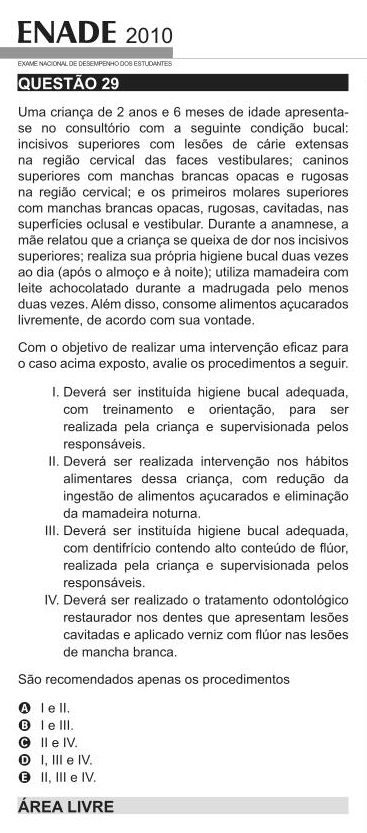 ENADE 2010
EXAME NACIONAL DE DESEMPENHO DOS ESTUDANTES
QUESTÃO 29
Uma criança de 2 anos e 6 meses de idade apresenta-
se no consultório com a seguinte condição bucal:
incisivos superiores com lesões de cárie extensas
na região cervical das faces vestibulares; caninos
superiores com manchas brancas opacas e rugosas
na região cervical; e os primeiros molares superiores
com manchas brancas opacas, rugosas, cavitadas, nas
superfícies oclusal e vestibular. Durante a anamnese, a
mãe relatou que a criança se queixa de dor nos incisivos
superiores; realiza sua própria higiene bucal duas vezes
ao dia (após o almoço e à noite); utiliza mamadeira com
leite achocolatado durante a madrugada pelo menos
duas vezes. Além disso, consome alimentos açucarados
livremente, de acordo com sua vontade.
Com o objetivo de realizar uma intervenção eficaz para
o caso acima exposto, avalie os procedimentos a seguir.
I. Deverá ser instituída higiene bucal adequada,
com treinamento e orientação, para ser
realizada pela criança e supervisionada pelos
responsáveis.
II. Deverá ser realizada intervenção nos hábitos
alimentares dessa criança, com redução da
ingestão de alimentos açucarados e eliminação
da mamadeira noturna.
III. Deverá ser instituída higiene bucal adequada,
com dentifrício contendo alto conteúdo de flúor,
realizada pela criança e supervisionada pelos
responsáveis.
IV. Deverá ser realizado o tratamento odontológico
restaurador nos dentes que apresentam lesões
cavitadas e aplicado verniz com flúor nas lesões
de mancha branca.
São recomendados apenas os procedimentos
A I e II.
B I e III.
C II e IV.
D I, III e IV.
E II, III e IV.
ÁREA LIVRE